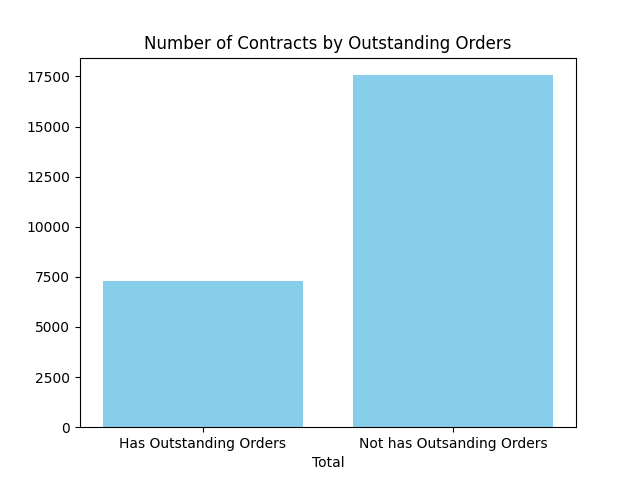 Number of Contracts by Outstanding Orders
17500
15000
12500
10000
7500
5000
2500
0
Has Outstanding Orders
Not has Outsanding Orders
Total